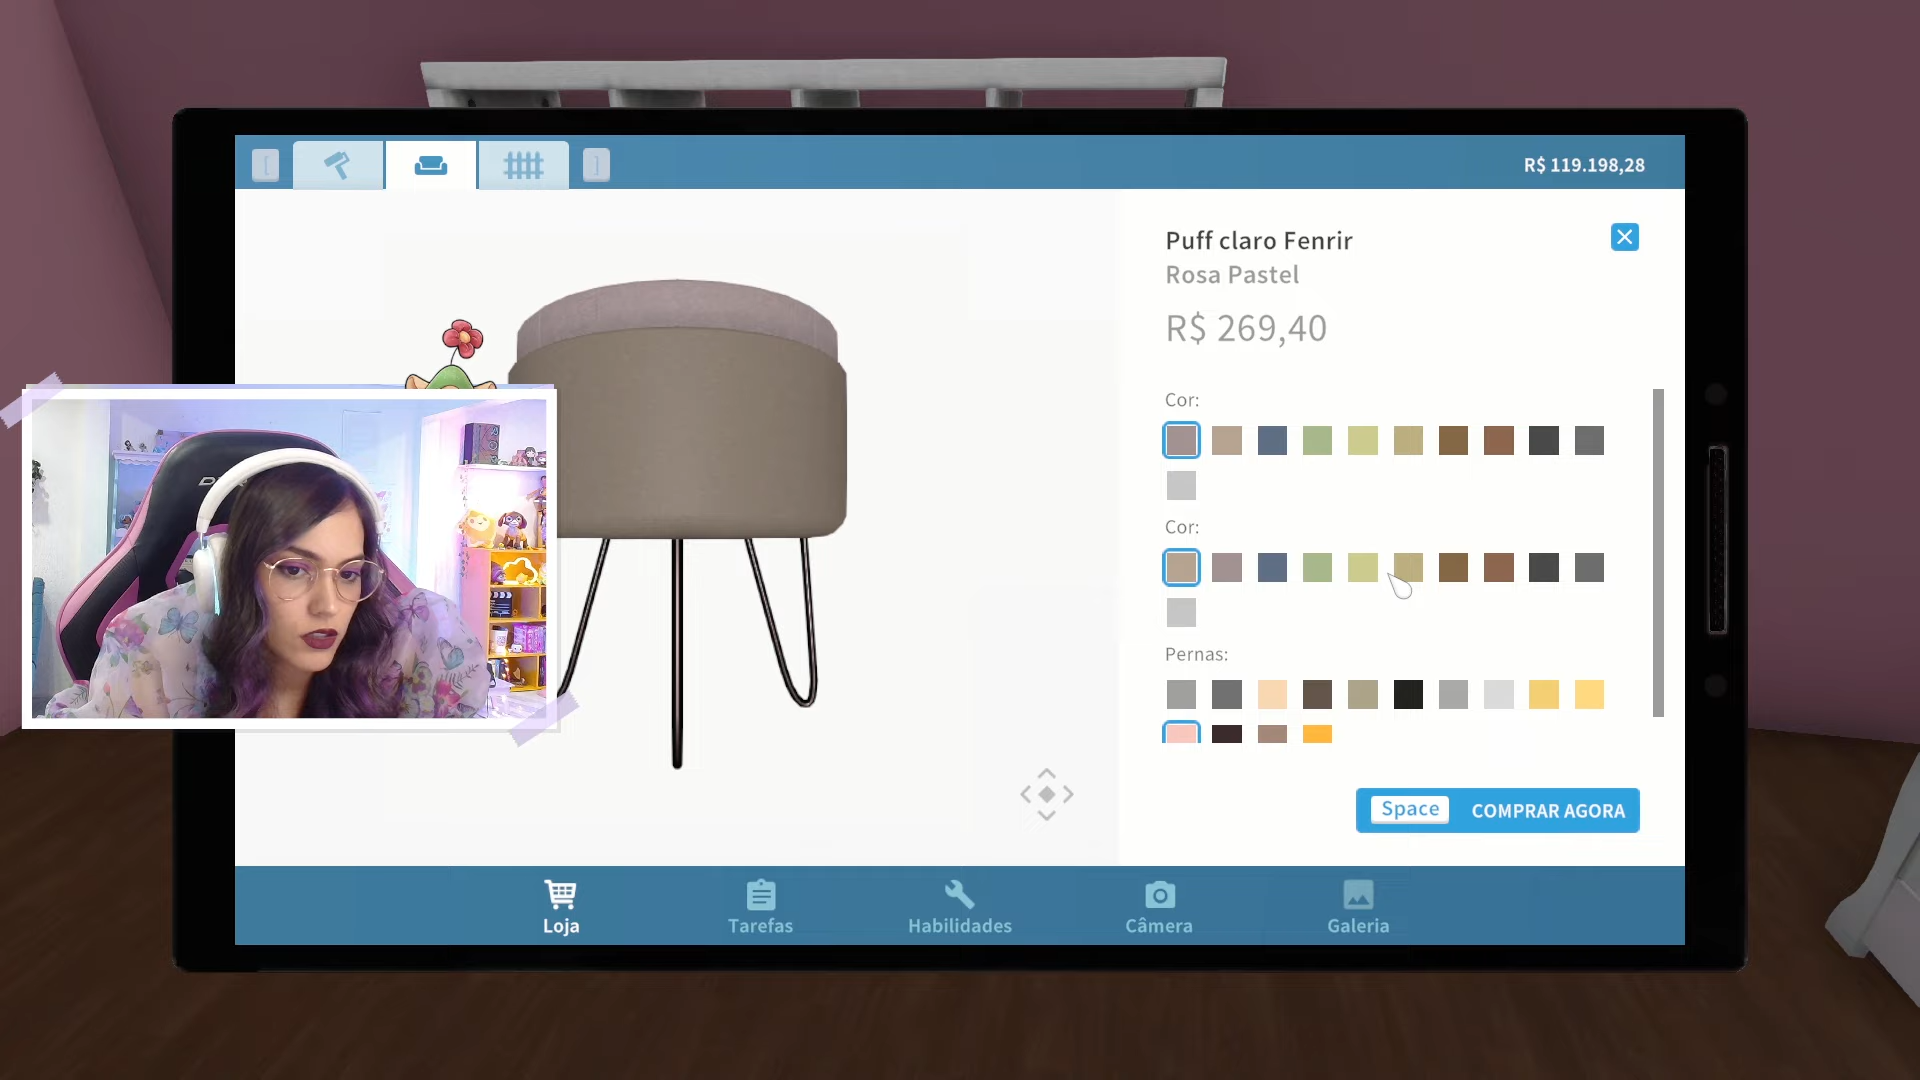 [
]
R$ 119.198,28
Puff claro Fenrir
Rosa Pastel
R$ 269,40
Cor:
Cor:
Pernas:
Space COMPRAR AGORA
Loja
Tarefas
Habilidades
Câmera
Galeria